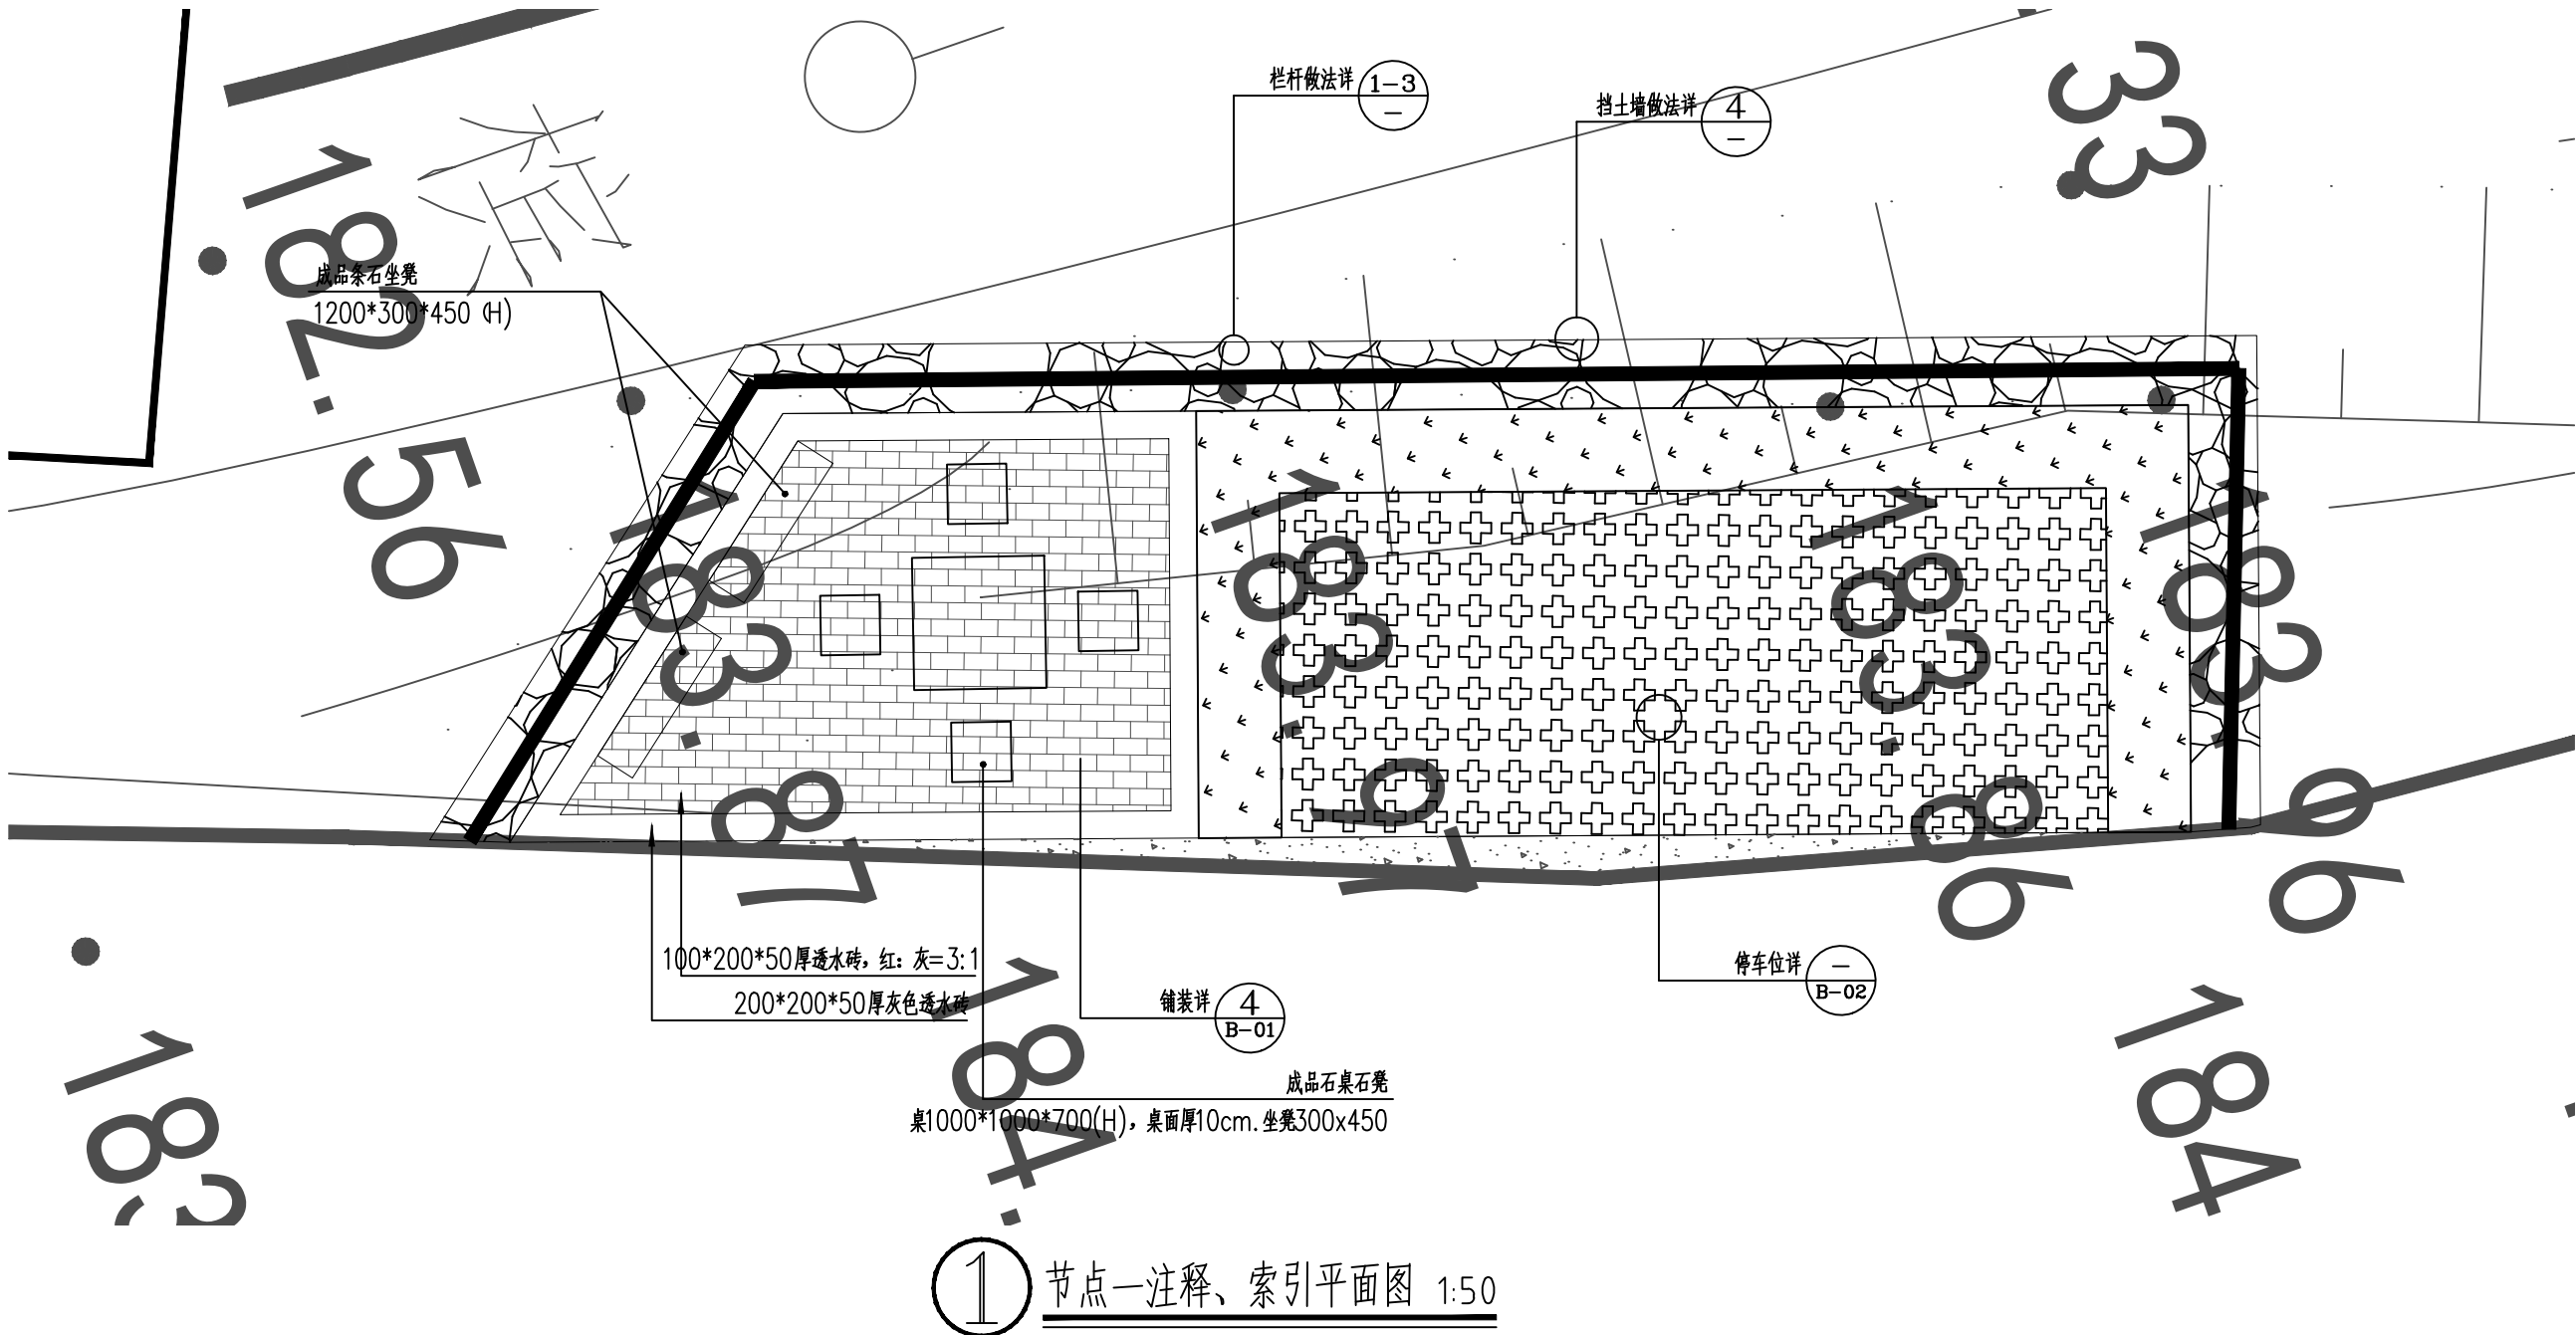 栏杆做法详
1-3
—
挡土墙做法详
4
—
33
33
荒
182.56
成品条石坐凳
1200*300*450 (H)
183.87
183.97
183.86
183.96
100*200*50厚透水砖，红：灰=3:1
200*200*50厚灰色透水砖
铺装详
4
B-01
停车位详
—
B-02
成品石桌石凳
桌1000*1000*700(H)，桌面厚10cm.坐凳300x450
183
184.
184
1
节点一注释、索引平面图 1:50